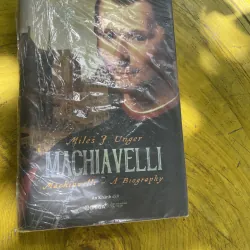 Miles J. Unger
MACHIAVELLI
Machiavelli - A Biography